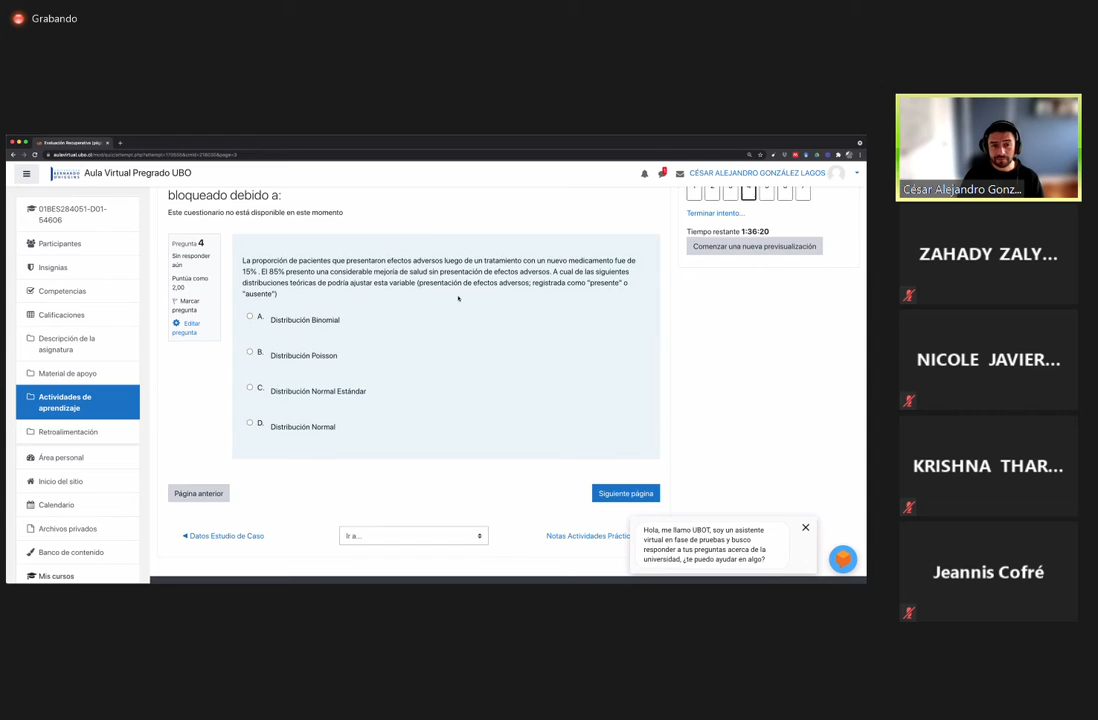 Grabando
Evaluación Recuperativa (pág
Aula Virtual Pregrado UBO
CÉSAR ALEJANDRO GONZÁLEZ LAGOS
01BES284051-D01-
54606
Participantes
Insignias
Competencias
Calificaciones
Descripción de la
asignatura
Material de apoyo
Actividades de
aprendizaje
Retroalimentación
Área personal
Inicio del sitio
Calendario
Archivos privados
Banco de contenido
Mis cursos
bloqueado debido a:
Este cuestionario no está disponible en este momento
Pregunta 4
Sin responder
aún
Puntúa como
2,00
Marcar
pregunta
Editar
pregunta
La proporción de pacientes que presentaron efectos adversos luego de un tratamiento con un nuevo medicamento fue de
15% . El 85% presento una considerable mejoría de salud sin presentación de efectos adversos. A cual de las siguientes
distribuciones teóricas de podría ajustar esta variable (presentación de efectos adversos; registrada como "presente" o
"ausente")
A. Distribución Binomial
B. Distribución Poisson
C. Distribución Normal Estándar
D. Distribución Normal
Página anterior
Siguiente página
◄ Datos Estudio de Caso
Ir a...
Notas Actividades Práctic
Terminar intento...
Tiempo restante 1:36:20
Comenzar una nueva previsualización
Hola, me llamo UBOT, soy un asistente
virtual en fase de pruebas y busco
responder a tus preguntas acerca de la
universidad, ¿te puedo ayudar en algo?
César Alejandro Gonz...
ZAHADY ZALY...
NICOLE JAVIER...
KRISHNA THAR...
Jeannis Cofré